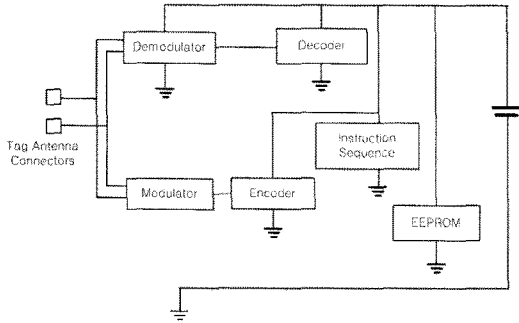 Demodulator
Decoder
Tag Antenna
Connectors
Instruction
Sequence
Modulator
Encoder
EEPROM